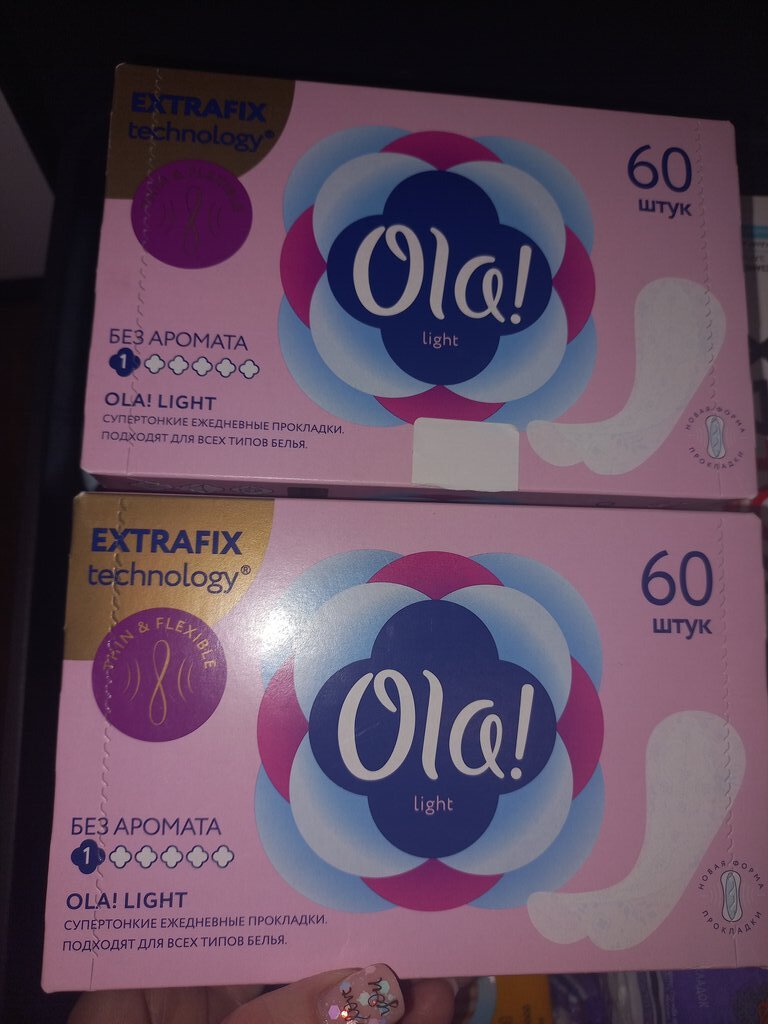 EXTRAFIX
technology®
THIN & FLEXIBLE
60
штук
Ola!
light
БЕЗ АРОМАТА
1
OLA! LIGHT
СУПЕРТОНКИЕ ЕЖЕДНЕВНЫЕ ПРОКЛАДКИ.
ПОДХОДЯТ ДЛЯ ВСЕХ ТИПОВ БЕЛЬЯ.
НОВАЯ ФОРМА
ПРОКЛАДКИ
EXTRAFIX
technology®
THIN & FLEXIBLE
60
штук
Ola!
light
БЕЗ АРОМАТА
1
OLA! LIGHT
СУПЕРТОНКИЕ ЕЖЕДНЕВНЫЕ ПРОКЛАДКИ.
ПОДХОДЯТ ДЛЯ ВСЕХ ТИПОВ БЕЛЬЯ.
НОВАЯ ФОРМА
ПРОКЛАДКИ